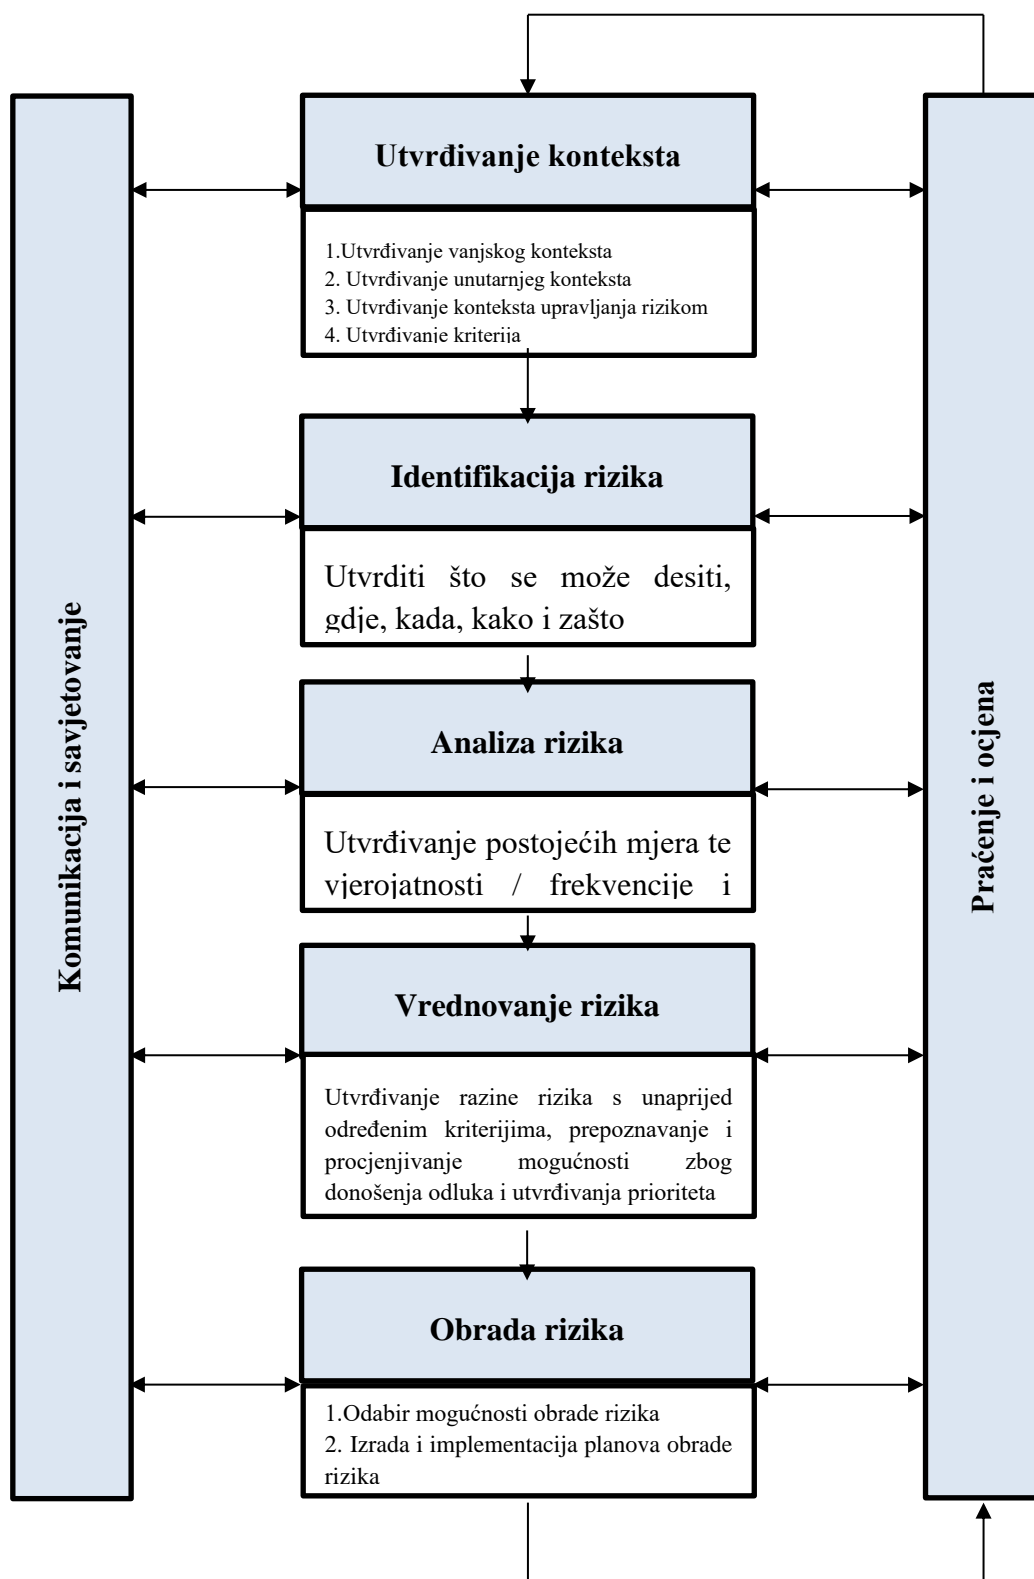 Utvrđivanje konteksta
1.Utvrđivanje vanjskog konteksta
2. Utvrđivanje unutarnjeg konteksta
3. Utvrđivanje konteksta upravljanja rizikom
4. Utvrđivanje kriterija
Identifikacija rizika
Utvrditi što se može desiti,
gdje, kada, kako i zašto
Analiza rizika
Utvrđivanje postojećih mjera te
vjerojatnosti / frekvencije i
Vrednovanje rizika
Utvrđivanje razine rizika s unaprijed
određenim kriterijima, prepoznavanje i
procjenjivanje mogućnosti zbog
donošenja odluka i utvrđivanja prioriteta
Obrada rizika
1.Odabir mogućnosti obrade rizika
2. Izrada i implementacija planova obrade
rizika
Komunikacija i savjetovanje
Praćenje i ocjena